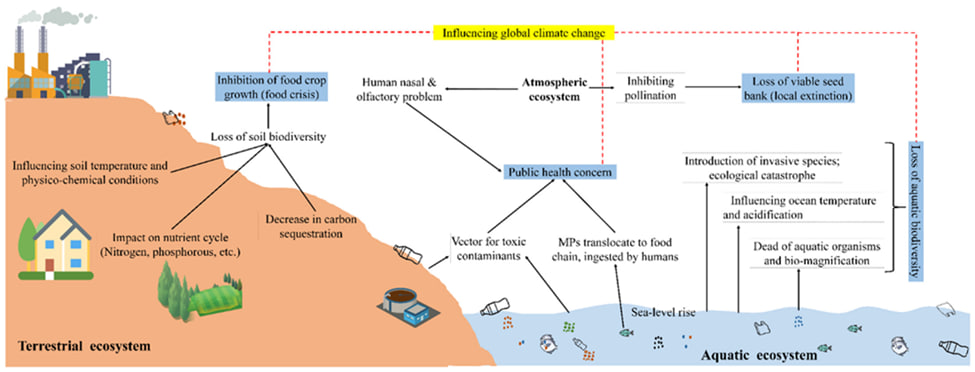 Influencing global climate change
Inhibition of food crop
growth (food crisis)
Human nasal &
olfactory problem
Atmospheric
ecosystem
Inhibiting
pollination
Loss of viable seed
bank (local extinction)
Loss of soil biodiversity
Influencing soil temperature and
physico-chemical conditions
Public health concern
Introduction of invasive species;
ecological catastrophe
Loss of aquatic biodiversity
Influencing ocean temperature
and acidification
Decrease in carbon
sequestration
Impact on nutrient cycle
(Nitrogen, phosphorous, etc.)
Vector for toxic
contaminants
MPs translocate to food
chain, ingested by humans
Dead of aquatic organisms
and bio-magnification
Sea-level rise
Terrestrial ecosystem
Aquatic ecosystem